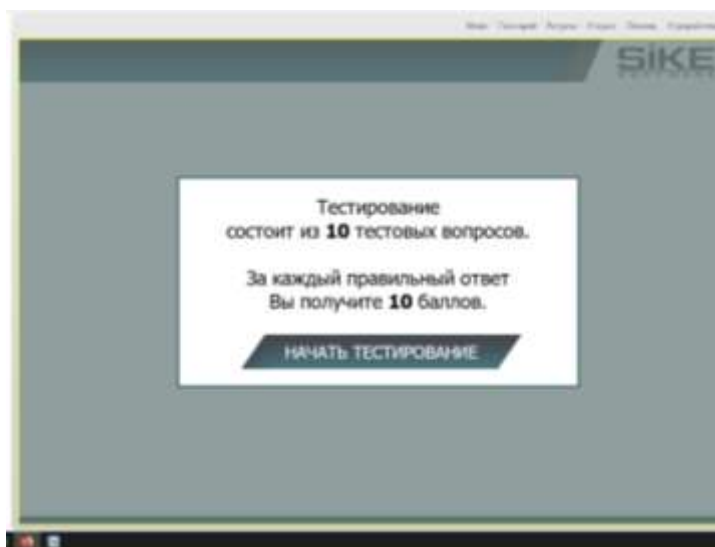 SIKE
Тестирование
состоит из 10 тестовых вопросов.
За каждый правильный ответ
Вы получите 10 баллов.
НАЧАТЬ ТЕСТИРОВАНИЕ